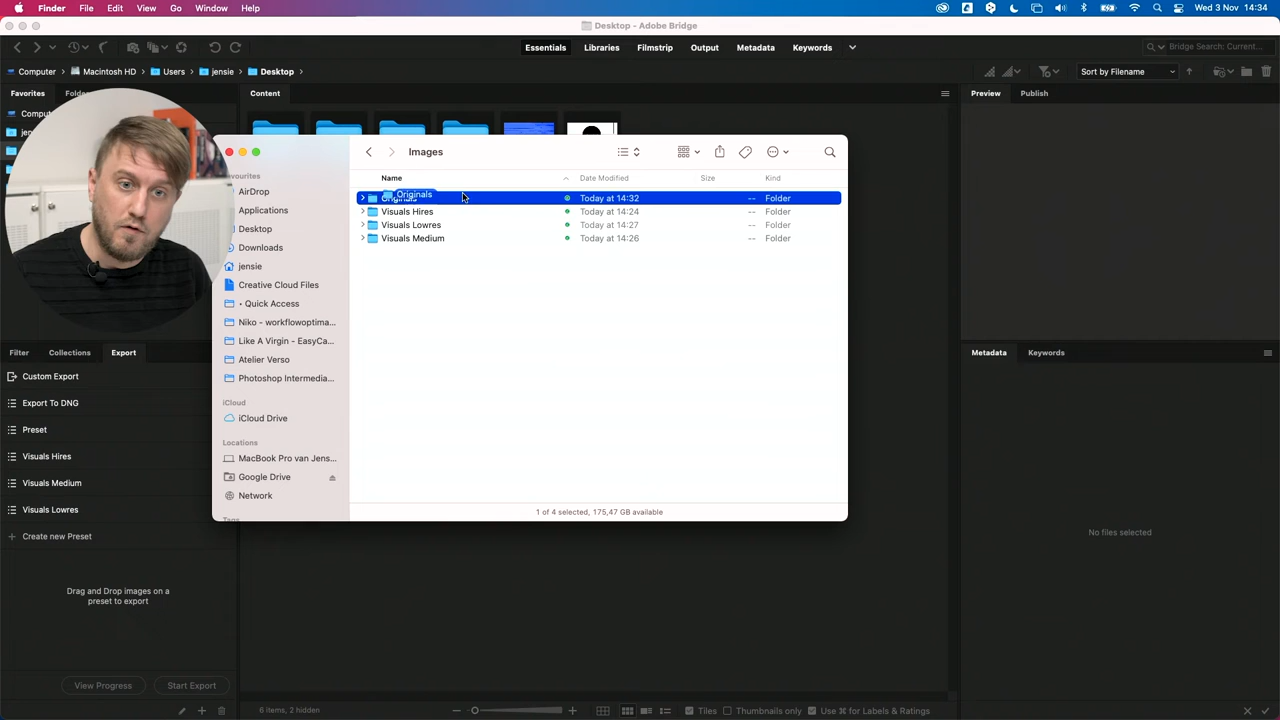 Finder File Edit View Go Window Help
Wed 3 Nov 14:34
Desktop - Adobe Bridge
Essentials Libraries Filmstrip Output Metadata Keywords
Bridge Search: Current...
Computer > Macintosh HD > Users > jensie > Desktop >
Sort by Filename
Favorites
Content
Preview Publish
Images
Name Date Modified Size Kind
Originals
Today at 14:32 -- Folder
Visuals Hires Today at 14:24 -- Folder
Visuals Lowres Today at 14:27 -- Folder
Visuals Medium Today at 14:26 -- Folder
1 of 4 selected, 175,47 GB available
AirDrop
Applications
Desktop
Downloads
jensie
Creative Cloud Files
• Quick Access
Niko - workflowoptima...
Like A Virgin - EasyCa...
Atelier Verso
Photoshop Intermedia...
iCloud
iCloud Drive
Locations
MacBook Pro van Jens...
Google Drive
Network
Tags
Filter Collections Export
Custom Export
Export To DNG
Preset
Visuals Hires
Visuals Medium
Visuals Lowres
Create new Preset
Drag and Drop images on a
preset to export
View Progress Start Export
Metadata Keywords
No files selected
6 items, 2 hidden
Tiles Thumbnails only Use ⌘ for Labels & Ratings